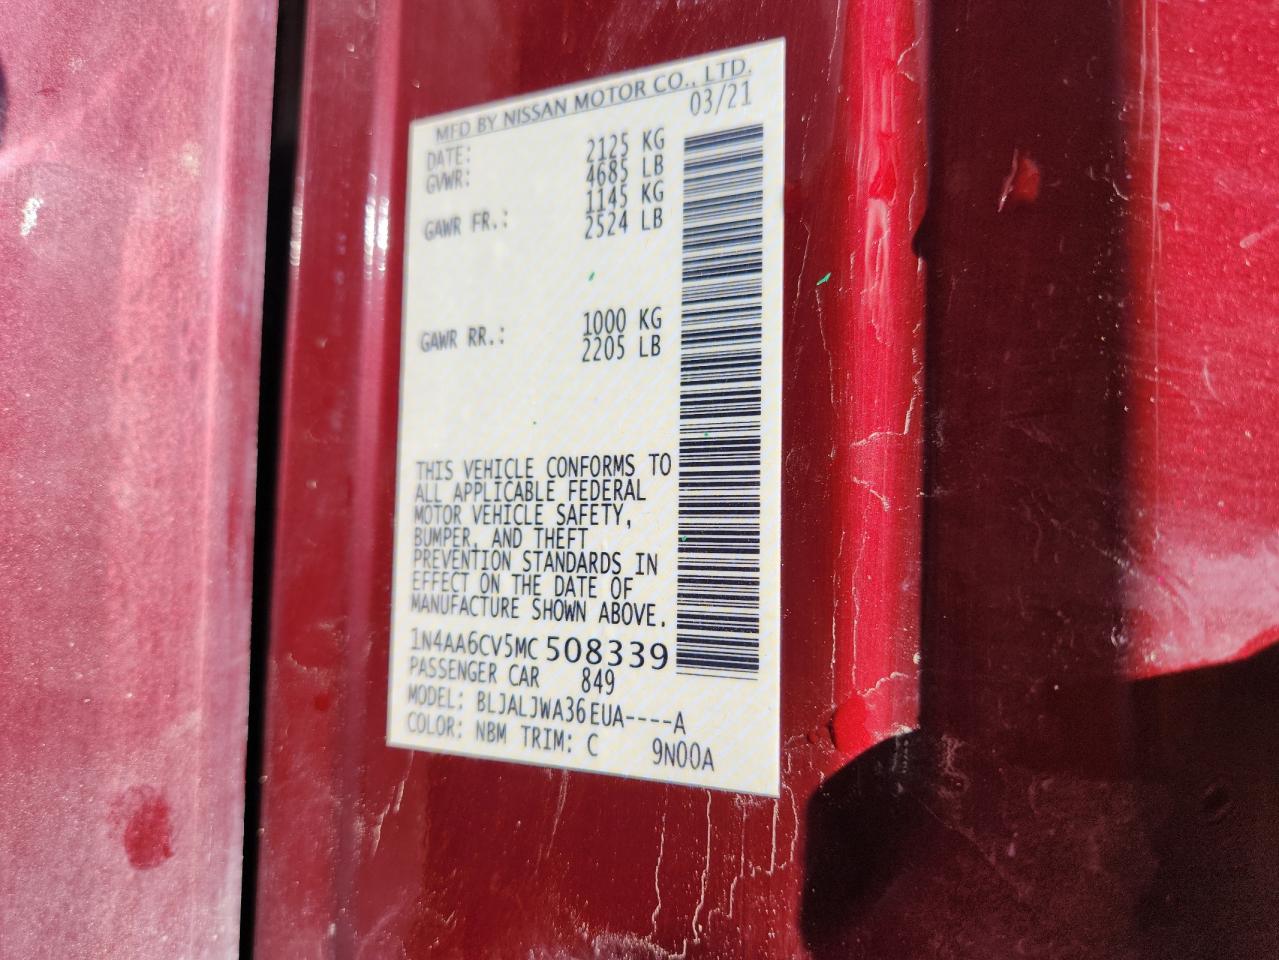 MFD BY NISSAN MOTOR CO., LTD.
DATE: 03/21
GVWR: 2125 KG
4685 LB
GAWR FR.: 1145 KG
2524 LB
GAWR RR.: 1000 KG
2205 LB
THIS VEHICLE CONFORMS TO
ALL APPLICABLE FEDERAL
MOTOR VEHICLE SAFETY,
BUMPER, AND THEFT
PREVENTION STANDARDS IN
EFFECT ON THE DATE OF
MANUFACTURE SHOWN ABOVE.
1N4AA6CV5MC508339
PASSENGER CAR 849
MODEL: BLJALJWA36EUA----A
COLOR: NBM TRIM: C 9N00A